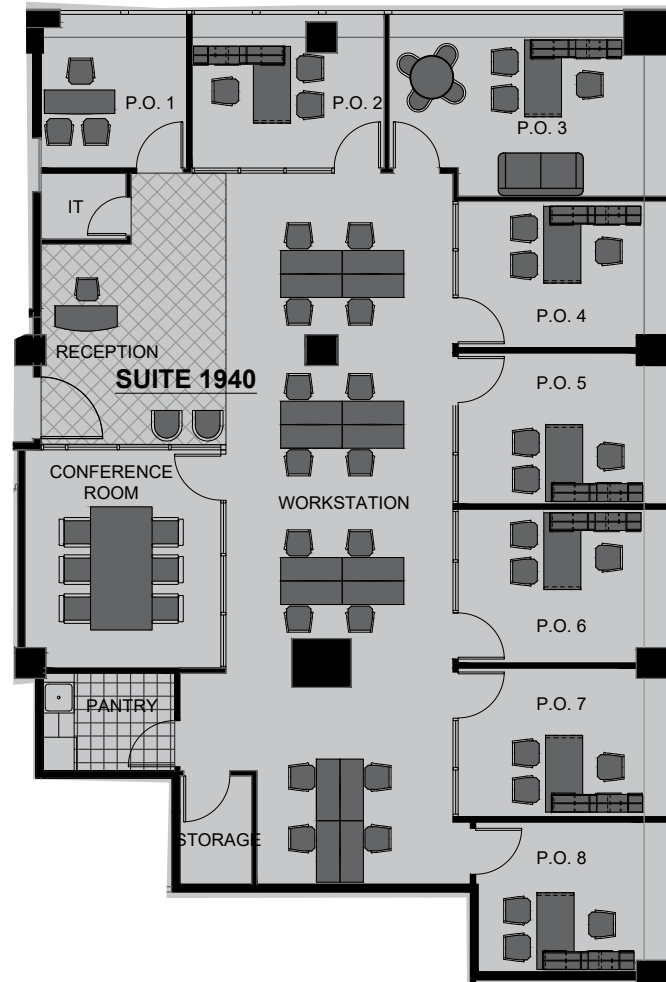 P.O. 1
P.O. 2
P.O. 3
IT
P.O. 4
RECEPTION
SUITE 1940
P.O. 5
CONFERENCE
ROOM
WORKSTATION
P.O. 6
PANTRY
P.O. 7
STORAGE
P.O. 8